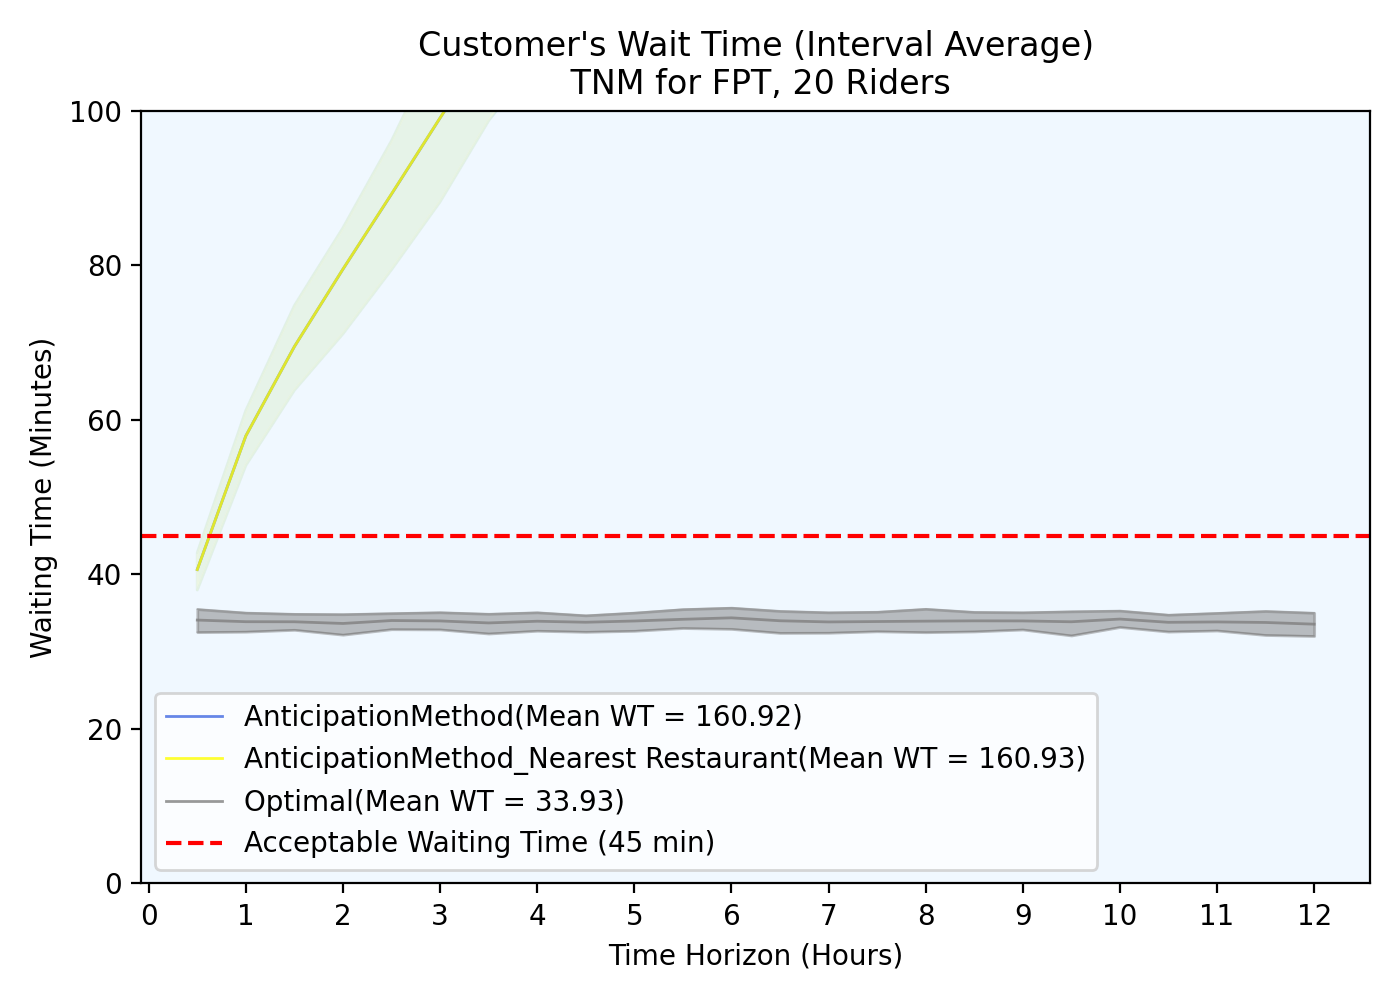 Customer's Wait Time (Interval Average)
TNM for FPT, 20 Riders
Waiting Time (Minutes)
100
80
60
40
20
0
AnticipationMethod(Mean WT = 160.92)
AnticipationMethod_Nearest Restaurant(Mean WT = 160.93)
Optimal(Mean WT = 33.93)
Acceptable Waiting Time (45 min)
0 1 2 3 4 5 6 7 8 9 10 11 12
Time Horizon (Hours)